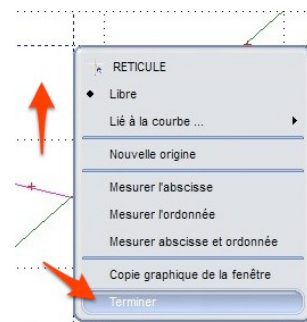 RETICULE
Libre
Lié à la courbe ...
Nouvelle origine
Mesurer l'abscisse
Mesurer l'ordonnée
Mesurer abscisse et ordonnée
Copie graphique de la fenêtre
Terminer